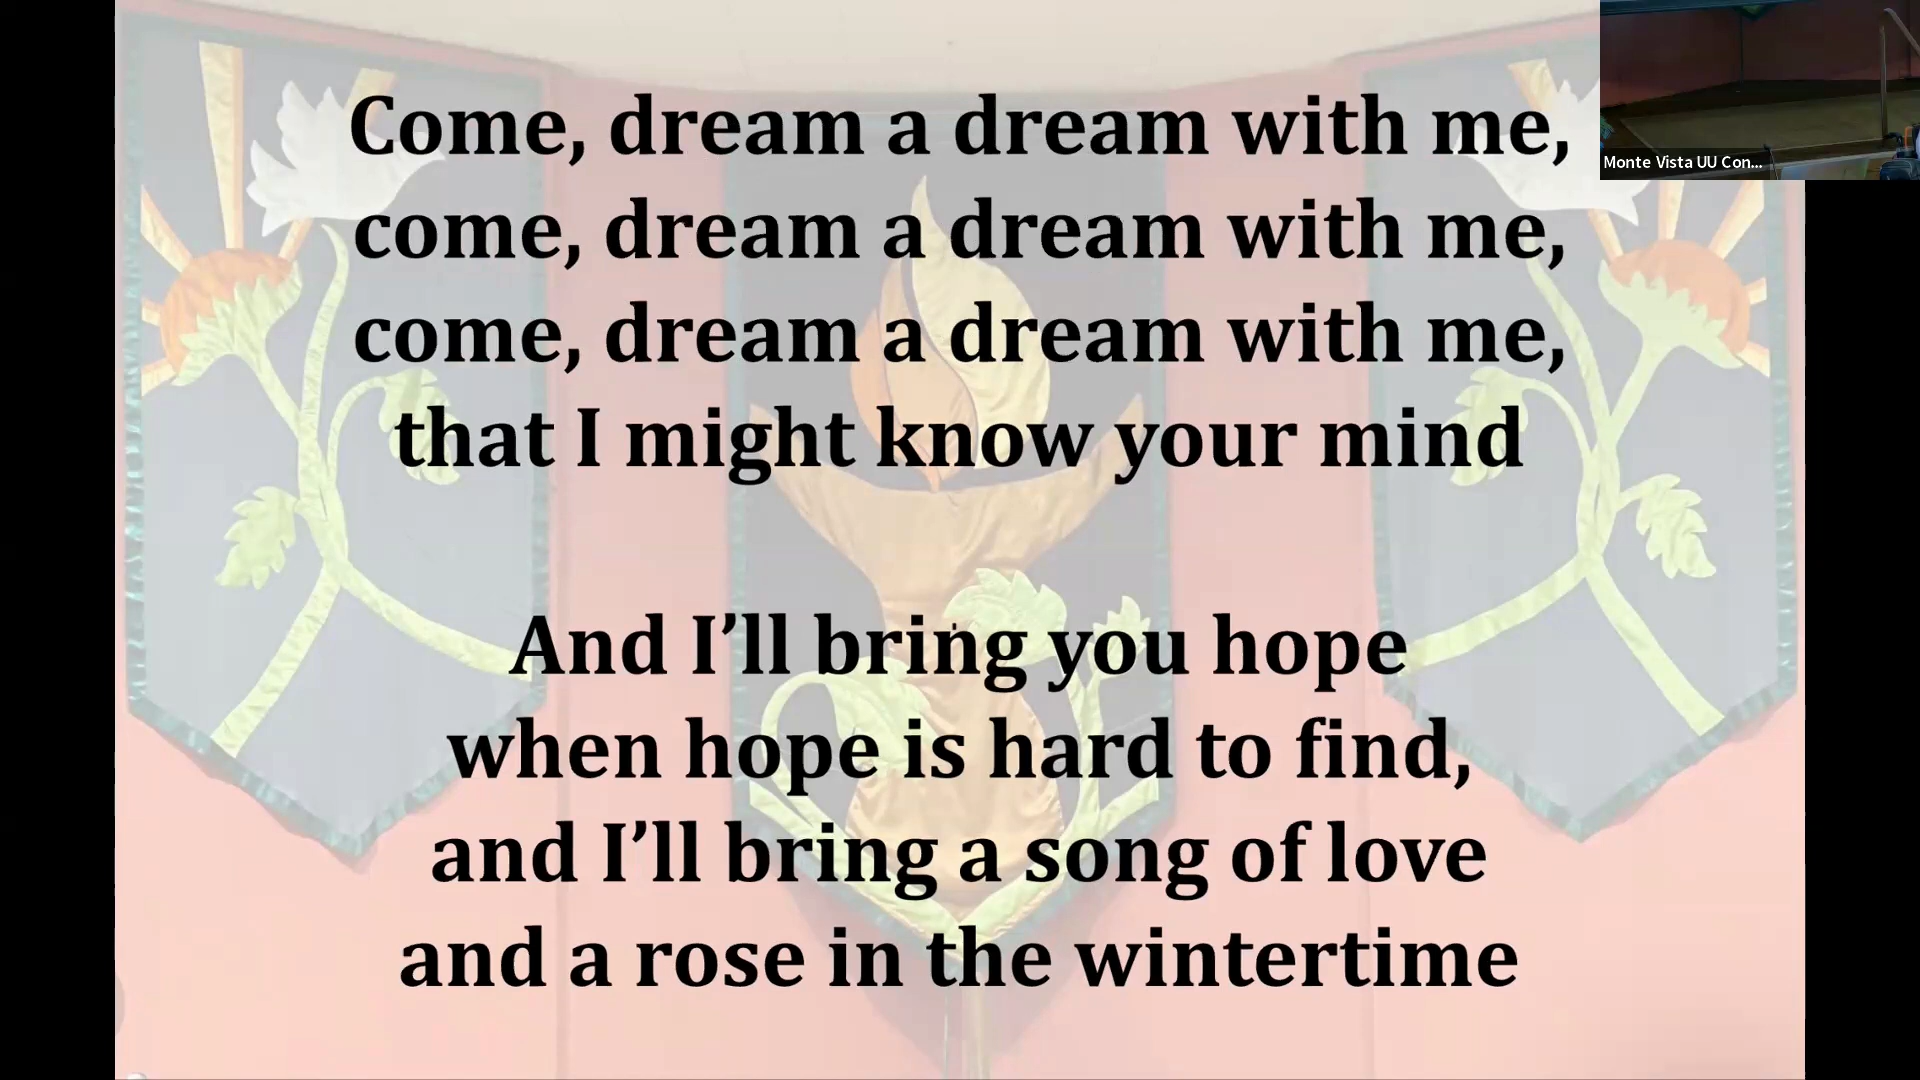 Come, dream a dream with me,
come, dream a dream with me,
come, dream a dream with me,
that I might know your mind
And I’ll bring you hope
when hope is hard to find,
and I’ll bring a song of love
and a rose in the wintertime
Monte Vista UU Con...